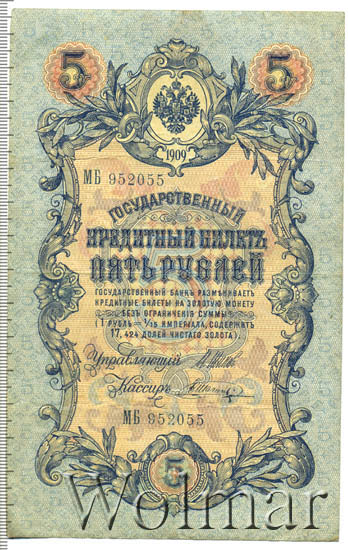 5 5
1909
МБ 952055
ГОСУДАРСТВЕННЫЙ
КРЕДИТНЫЙ БИЛЕТЪ
ПЯТЬ РУБЛЕЙ
ГОСУДАРСТВЕННЫЙ БАНКЪ РАЗМѢНИВАЕТЪ
КРЕДИТНЫЕ БИЛЕТЫ НА ЗОЛОТУЮ МОНЕТУ
БЕЗЪ ОГРАНИЧЕНІЯ СУММЫ
(1 РУБЛЬ = 1/15 ИМПЕРІАЛА, СОДЕРЖИТЪ
17,424 ДОЛЕЙ ЧИСТАГО ЗОЛОТА).
Управляющій
Кассиръ
МБ 952055
5
Wolmar